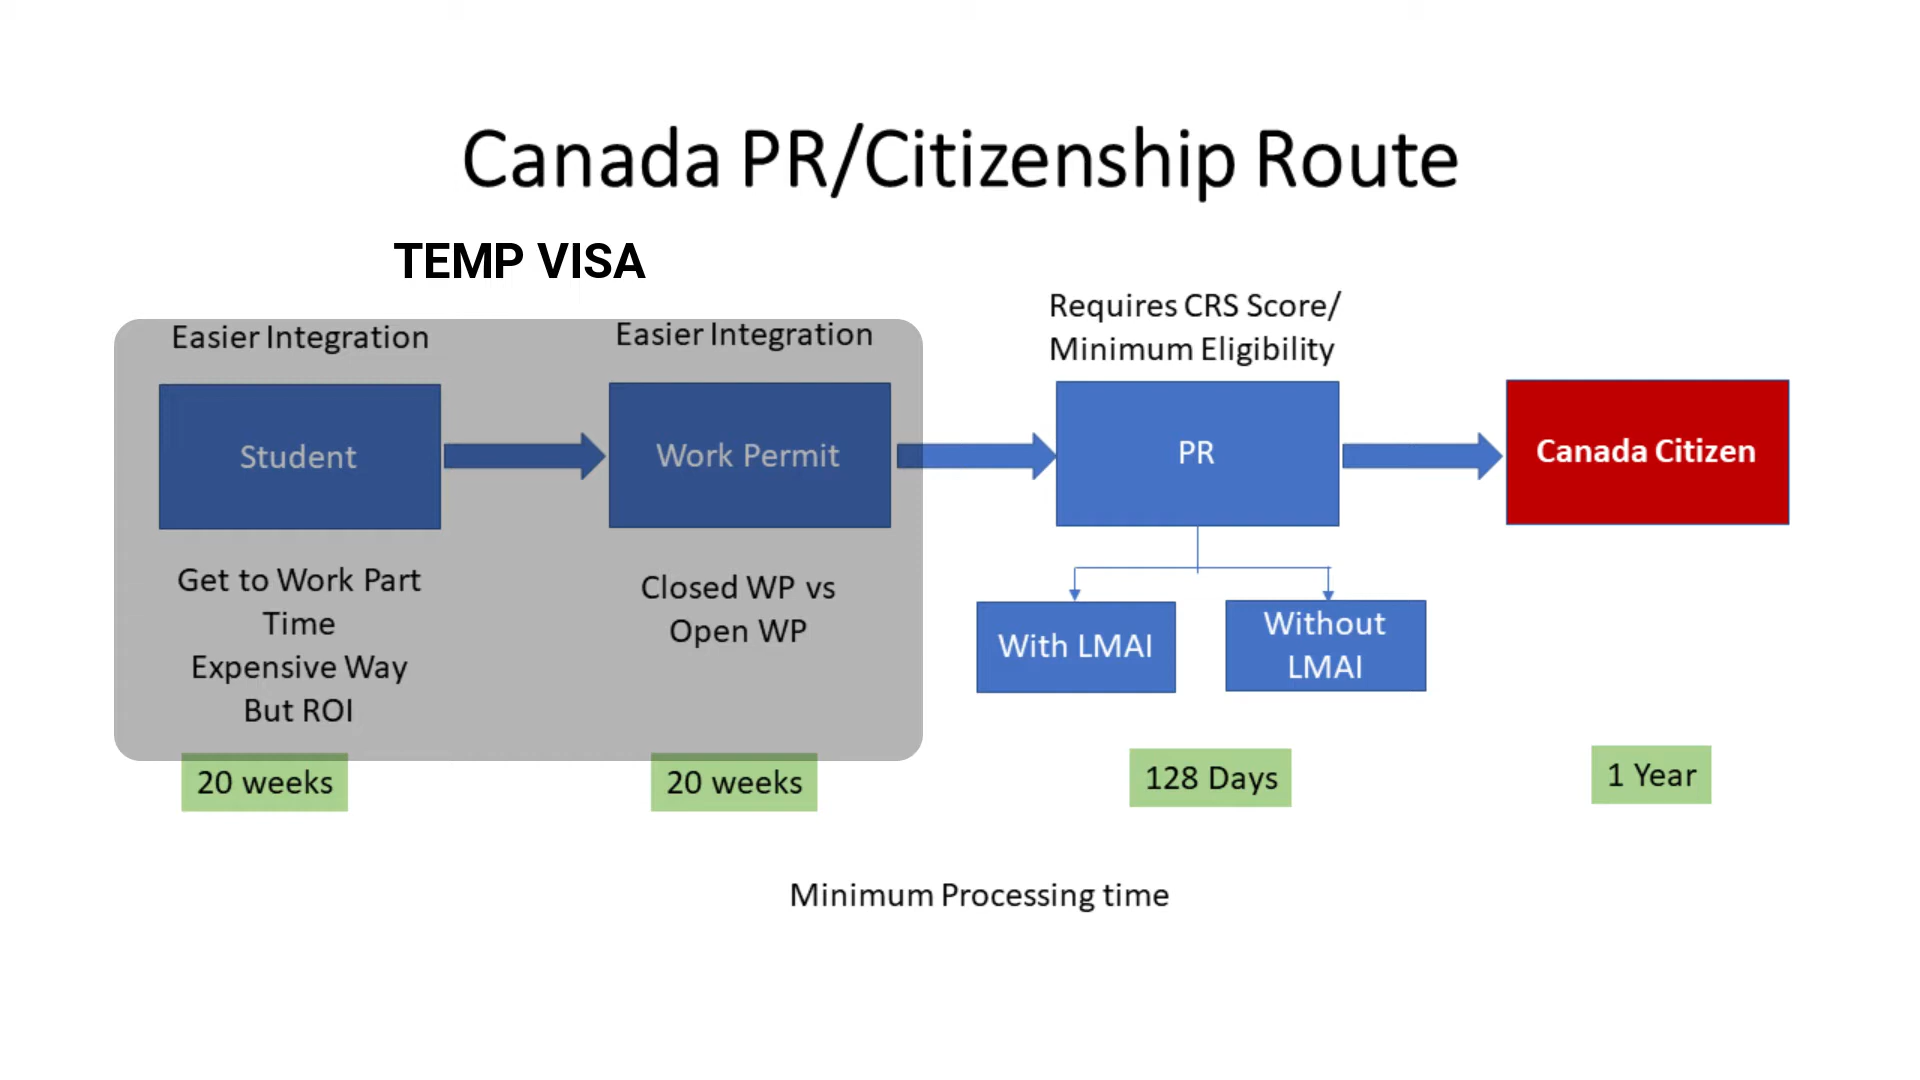 Canada PR/Citizenship Route
TEMP VISA
Easier Integration
Student
Get to Work Part
Time
Expensive Way
But ROI
20 weeks
Easier Integration
Work Permit
Closed WP vs
Open WP
20 weeks
Requires CRS Score/
Minimum Eligibility
PR
With LMAI
Without
LMAI
128 Days
Canada Citizen
1 Year
Minimum Processing time